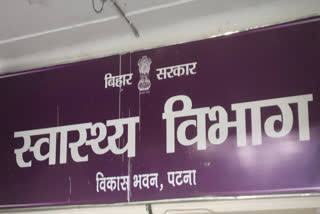 बिहार सरकार
स्वास्थ्य विभाग
विकास भवन, पटना